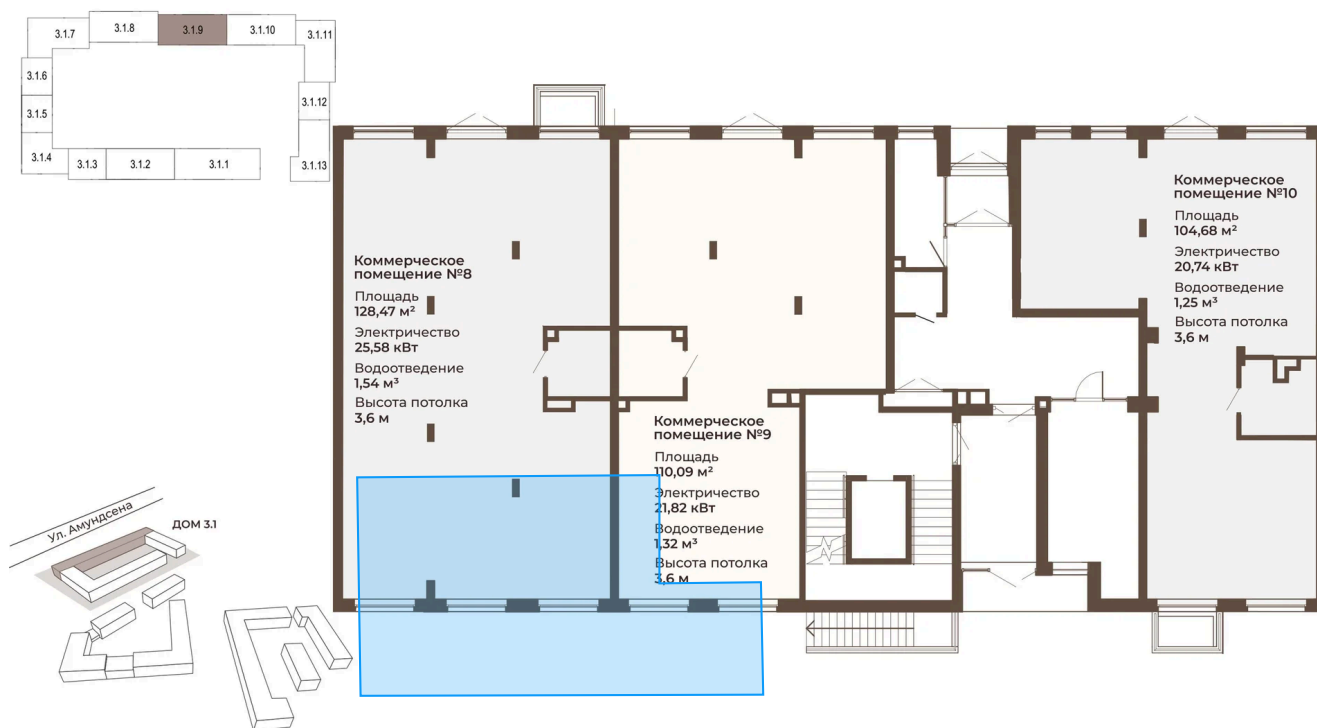 3.1.7
3.1.8
3.1.9
3.1.10
3.1.11
3.1.6
3.1.5
3.1.4
3.1.3
3.1.2
3.1.1
3.1.12
3.1.13
Коммерческое
помещение №8
Площадь
128,47 м²
Электричество
25,58 кВт
Водоотведение
1,54 м³
Высота потолка
3,6 м
Коммерческое
помещение №9
Площадь
110,09 м²
Электричество
21,82 кВт
Водоотведение
1,32 м³
Высота потолка
3,6 м
Коммерческое
помещение №10
Площадь
104,68 м²
Электричество
20,74 кВт
Водоотведение
1,25 м³
Высота потолка
3,6 м
Ул. Амундсена
ДОМ 3.1